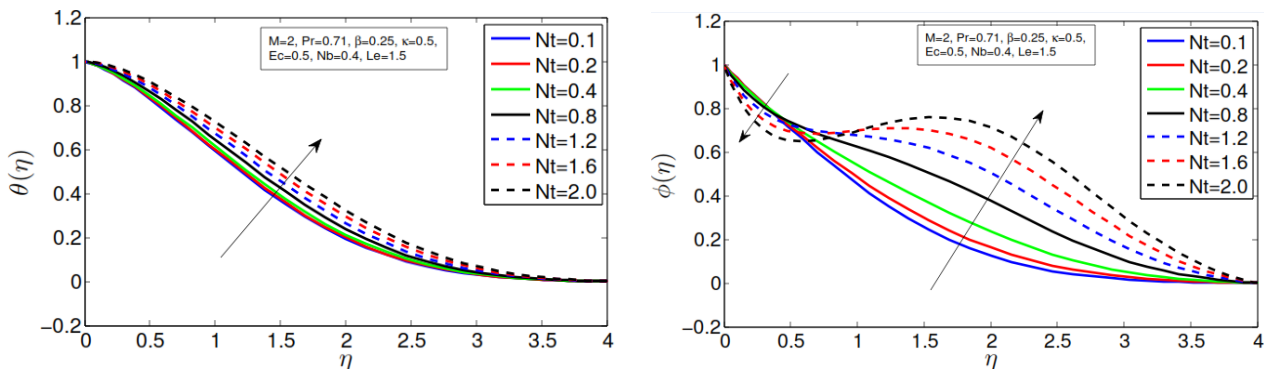 1.2
1
0.8
0.6
0.4
0.2
0
−0.2
θ(η)
M=2, Pr=0.71, β=0.25, κ=0.5,
Ec=0.5, Nb=0.4, Le=1.5
Nt=0.1
Nt=0.2
Nt=0.4
Nt=0.8
Nt=1.2
Nt=1.6
Nt=2.0
0 0.5 1 1.5 2 2.5 3 3.5 4
η
1.2
1
0.8
0.6
0.4
0.2
0
−0.2
ϕ(η)
M=2, Pr=0.71, β=0.25, κ=0.5,
Ec=0.5, Nb=0.4, Le=1.5
Nt=0.1
Nt=0.2
Nt=0.4
Nt=0.8
Nt=1.2
Nt=1.6
Nt=2.0
0 0.5 1 1.5 2 2.5 3 3.5 4
η